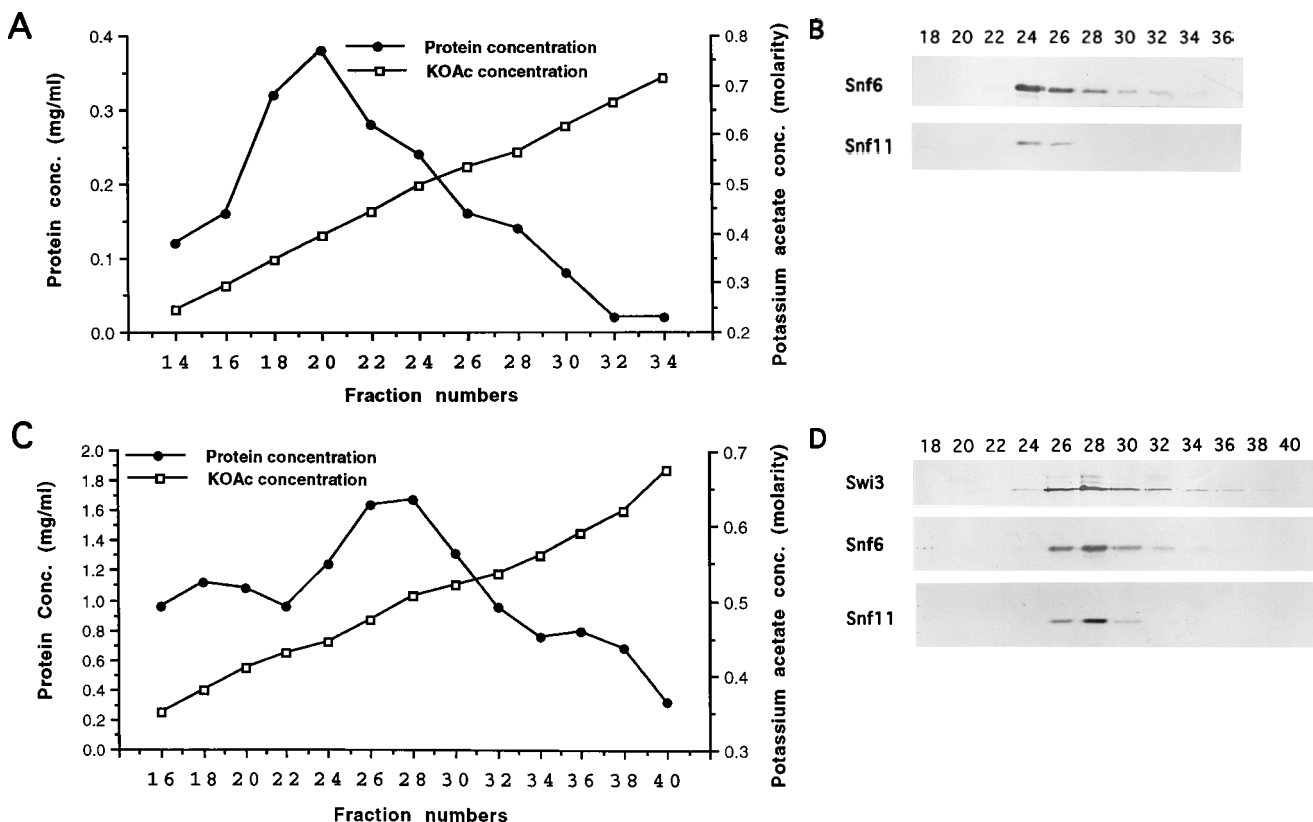 A
Protein concentration
KOAc concentration
Protein conc. (mg/ml)
0.4
0.3
0.2
0.1
0.0
Potassium acetate conc. (molarity)
0.8
0.7
0.6
0.5
0.4
0.3
0.2
14 16 18 20 22 24 26 28 30 32 34
Fraction numbers
B
18 20 22 24 26 28 30 32 34 36
Snf6
Snf11
C
Protein concentration
KOAc concentration
Protein Conc. (mg/ml)
2.0
1.8
1.6
1.4
1.2
1.0
0.8
0.6
0.4
0.2
0.0
Potassium acetate conc. (molarity)
0.7
0.6
0.5
0.4
0.3
16 18 20 22 24 26 28 30 32 34 36 38 40
Fraction numbers
D
18 20 22 24 26 28 30 32 34 36 38 40
Swi3
Snf6
Snf11